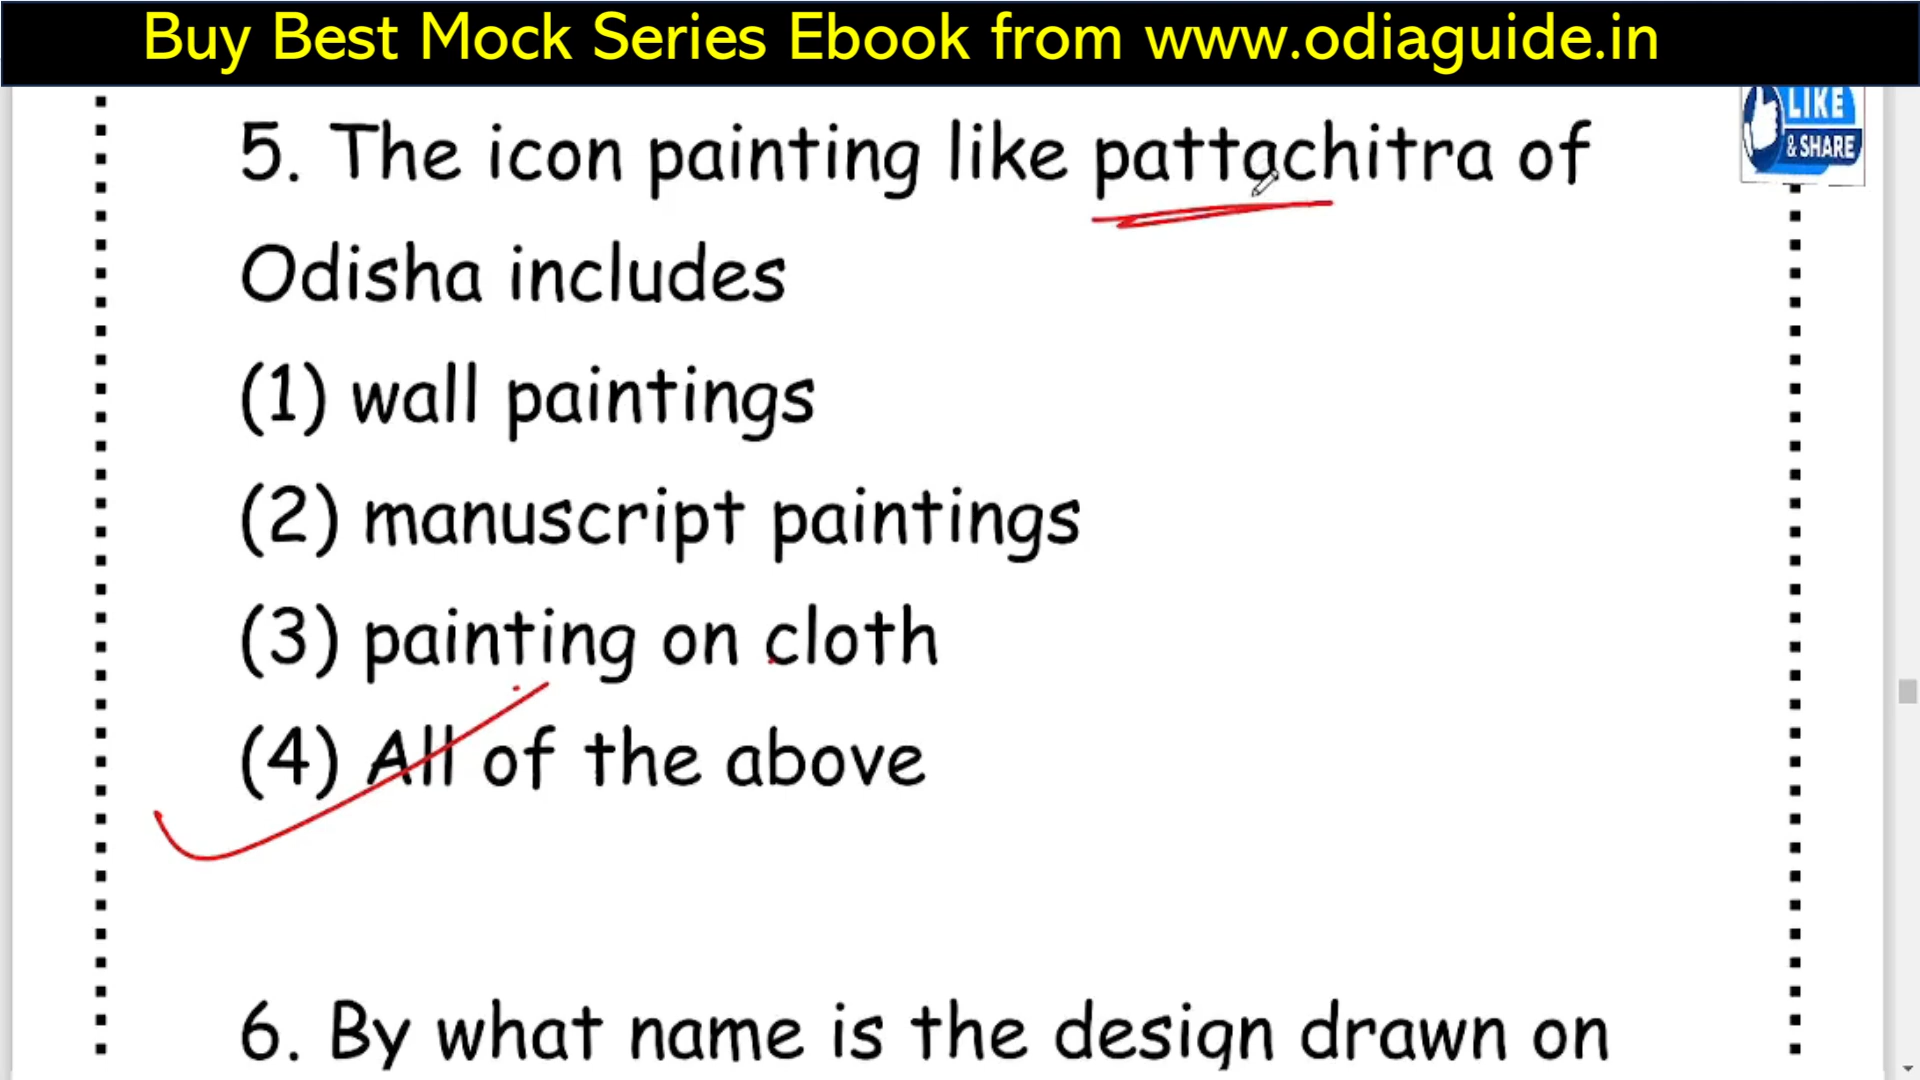 Buy Best Mock Series Ebook from www.odiaguide.in
LIKE
& SHARE
5. The icon painting like pattachitra of
Odisha includes
(1) wall paintings
(2) manuscript paintings
(3) painting on cloth
(4) All of the above
6. By what name is the design drawn on